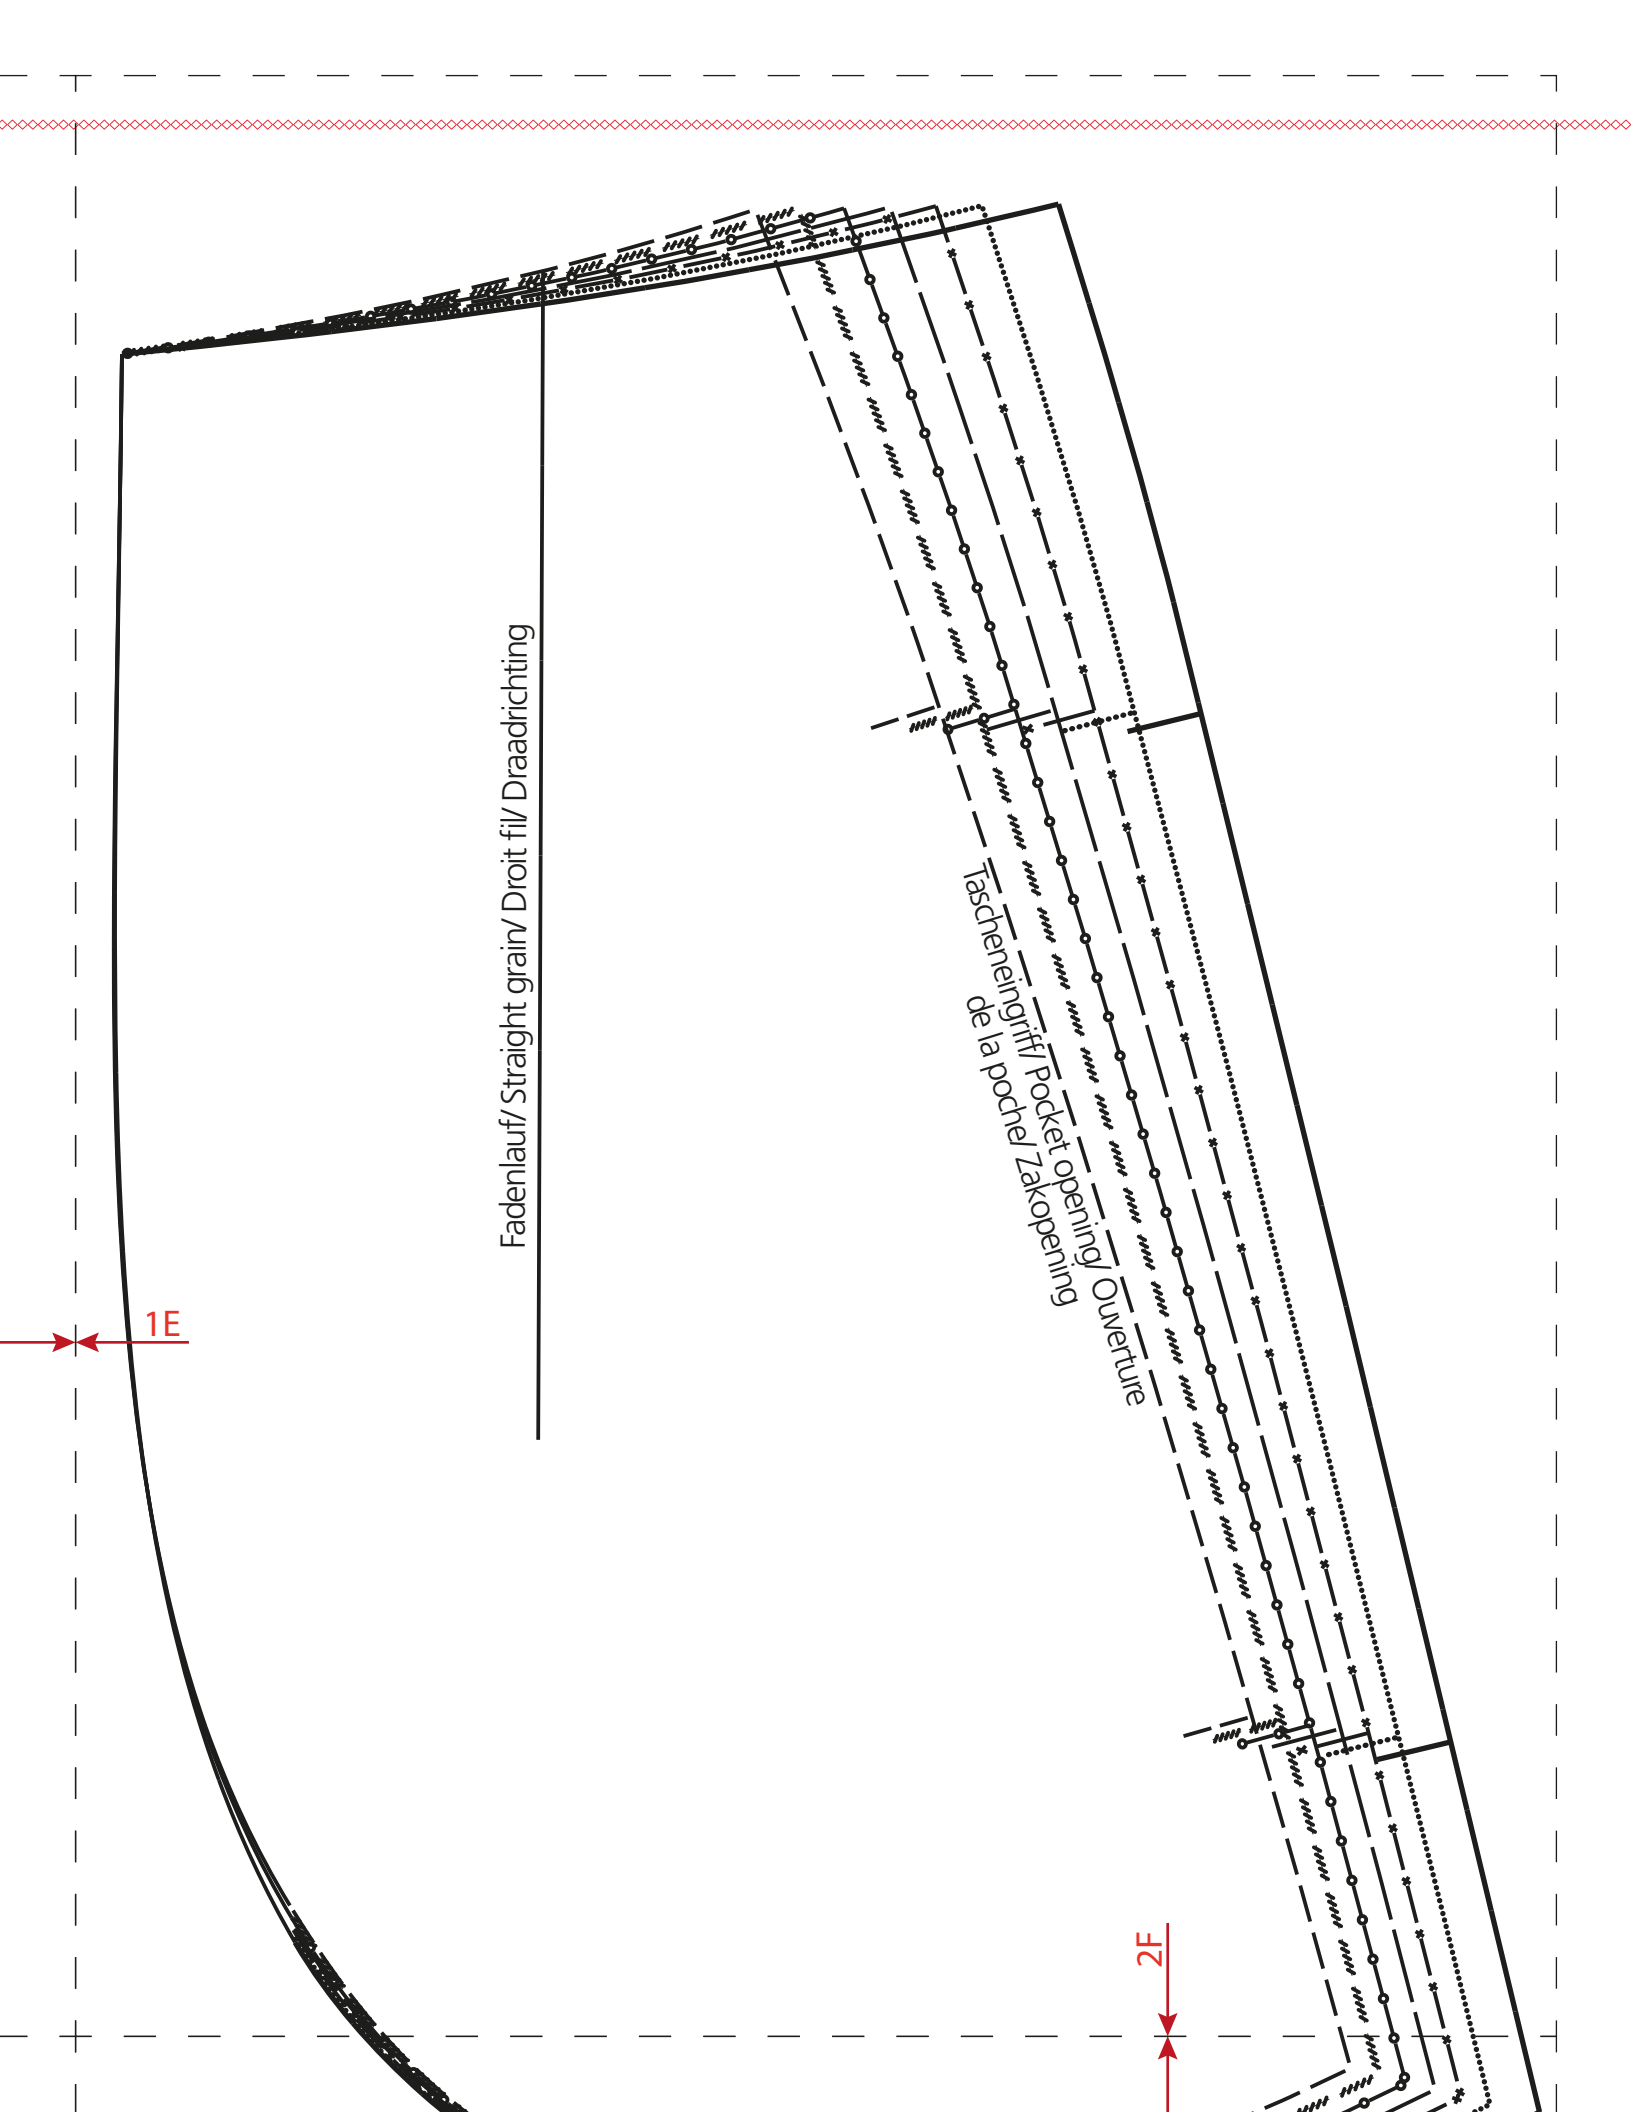 Fadenlauf/ Straight grain/ Droit fil/ Draadrichting
Tascheneingriff/ Pocket opening/ Ouverture
de la poche/ Zakopening
1E
2F